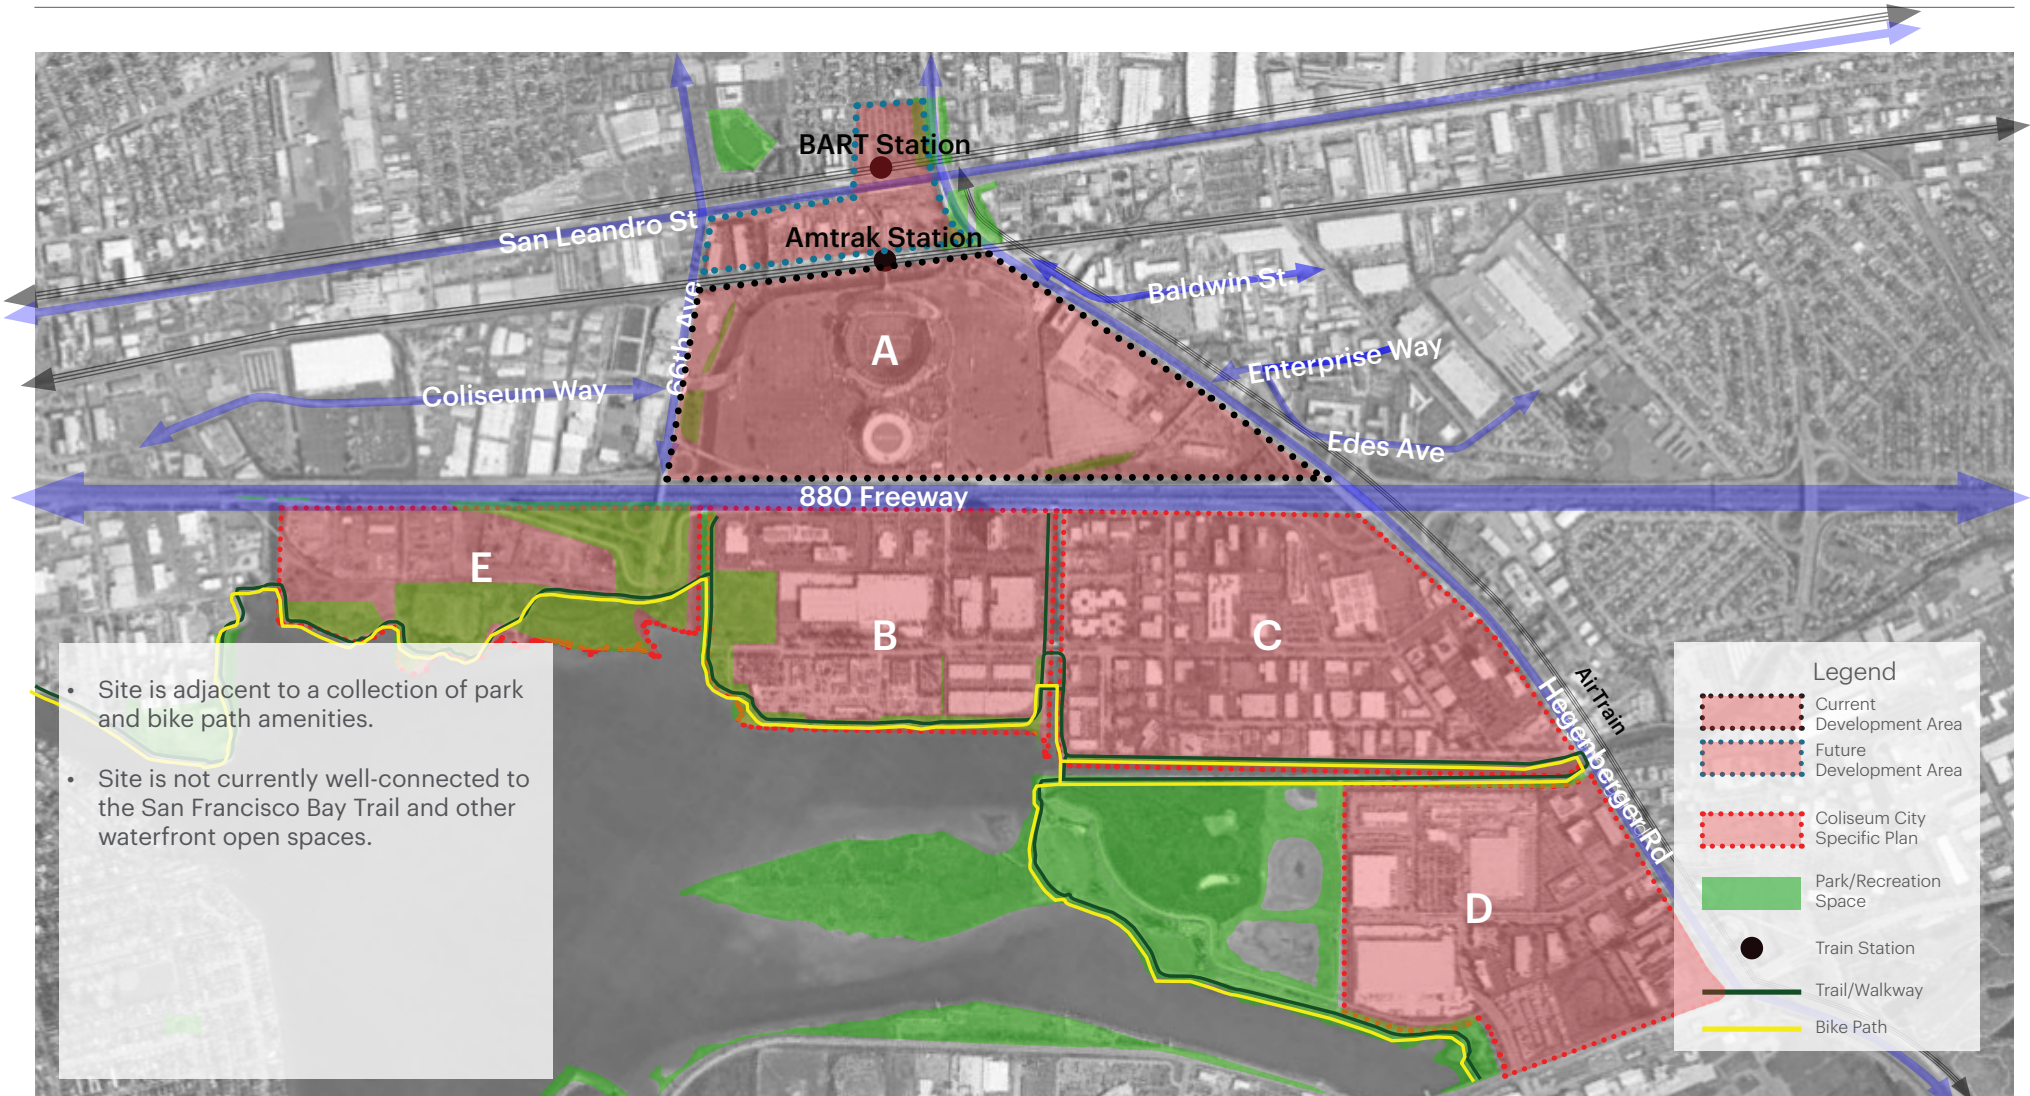 BART Station
San Leandro St
Amtrak Station
Baldwin St.
66th Ave
A
Enterprise Way
Coliseum Way
Edes Ave
880 Freeway
E
B
C
AirTrain
Hegenberger Rd
D
• Site is adjacent to a collection of park
and bike path amenities.
• Site is not currently well-connected to
the San Francisco Bay Trail and other
waterfront open spaces.
Legend
Current
Development Area
Future
Development Area
Coliseum City
Specific Plan
Park/Recreation
Space
Train Station
Trail/Walkway
Bike Path